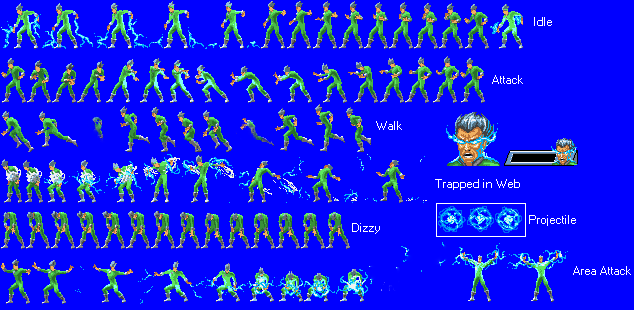 Idle
Attack
Walk
Trapped in Web
Projectile
Dizzy
Area Attack